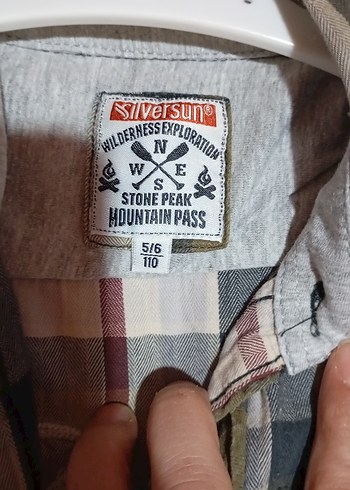 Silversun®
WILDERNESS EXPLORATION
N
W E
S
STONE PEAK
MOUNTAIN PASS
5/6
110